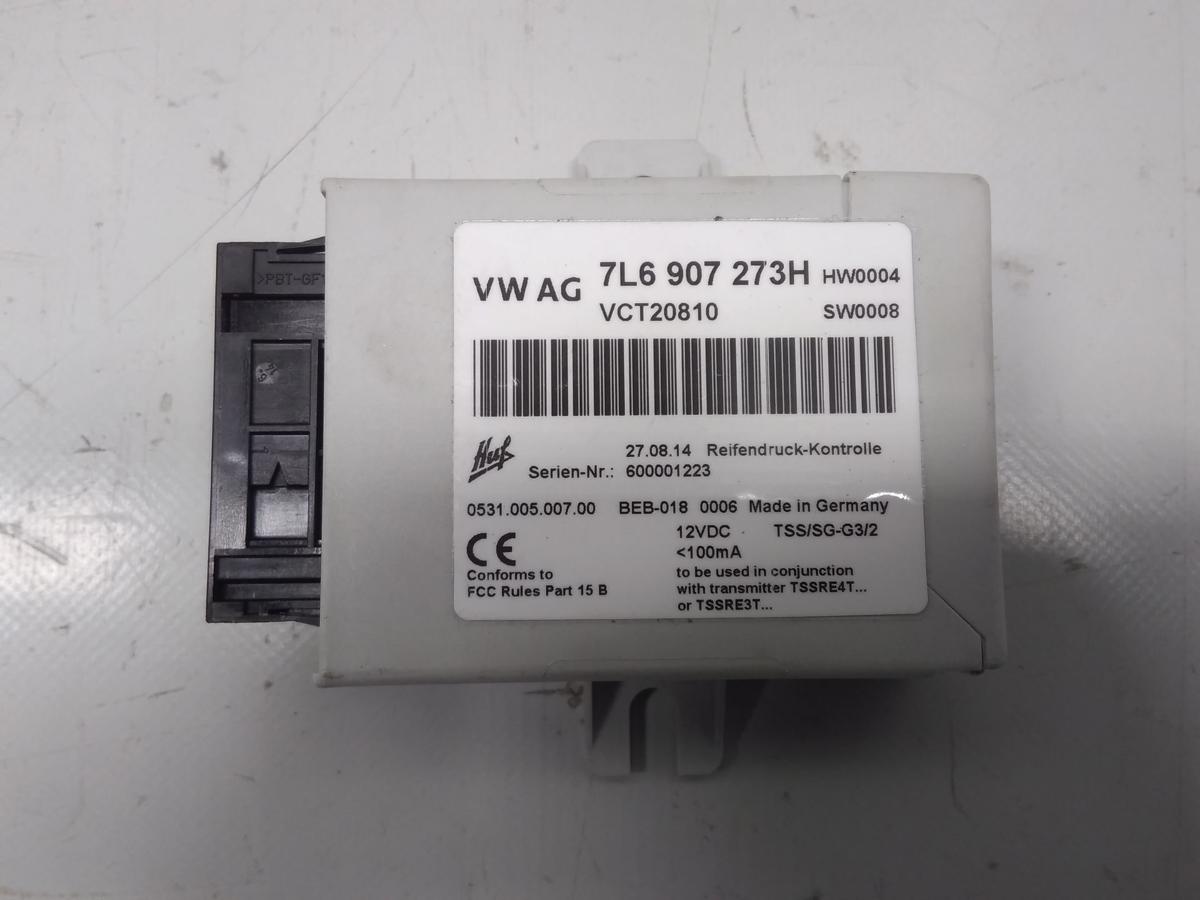 >PBT-GF
VW AG 7L6 907 273H HW0004
VCT20810 SW0008
Huf 27.08.14 Reifendruck-Kontrolle
Serien-Nr.: 600001223
0531.005.007.00 BEB-018 0006 Made in Germany
CE 12VDC TSS/SG-G3/2
<100mA
Conforms to to be used in conjunction
FCC Rules Part 15 B with transmitter TSSRE4T...
or TSSRE3T...